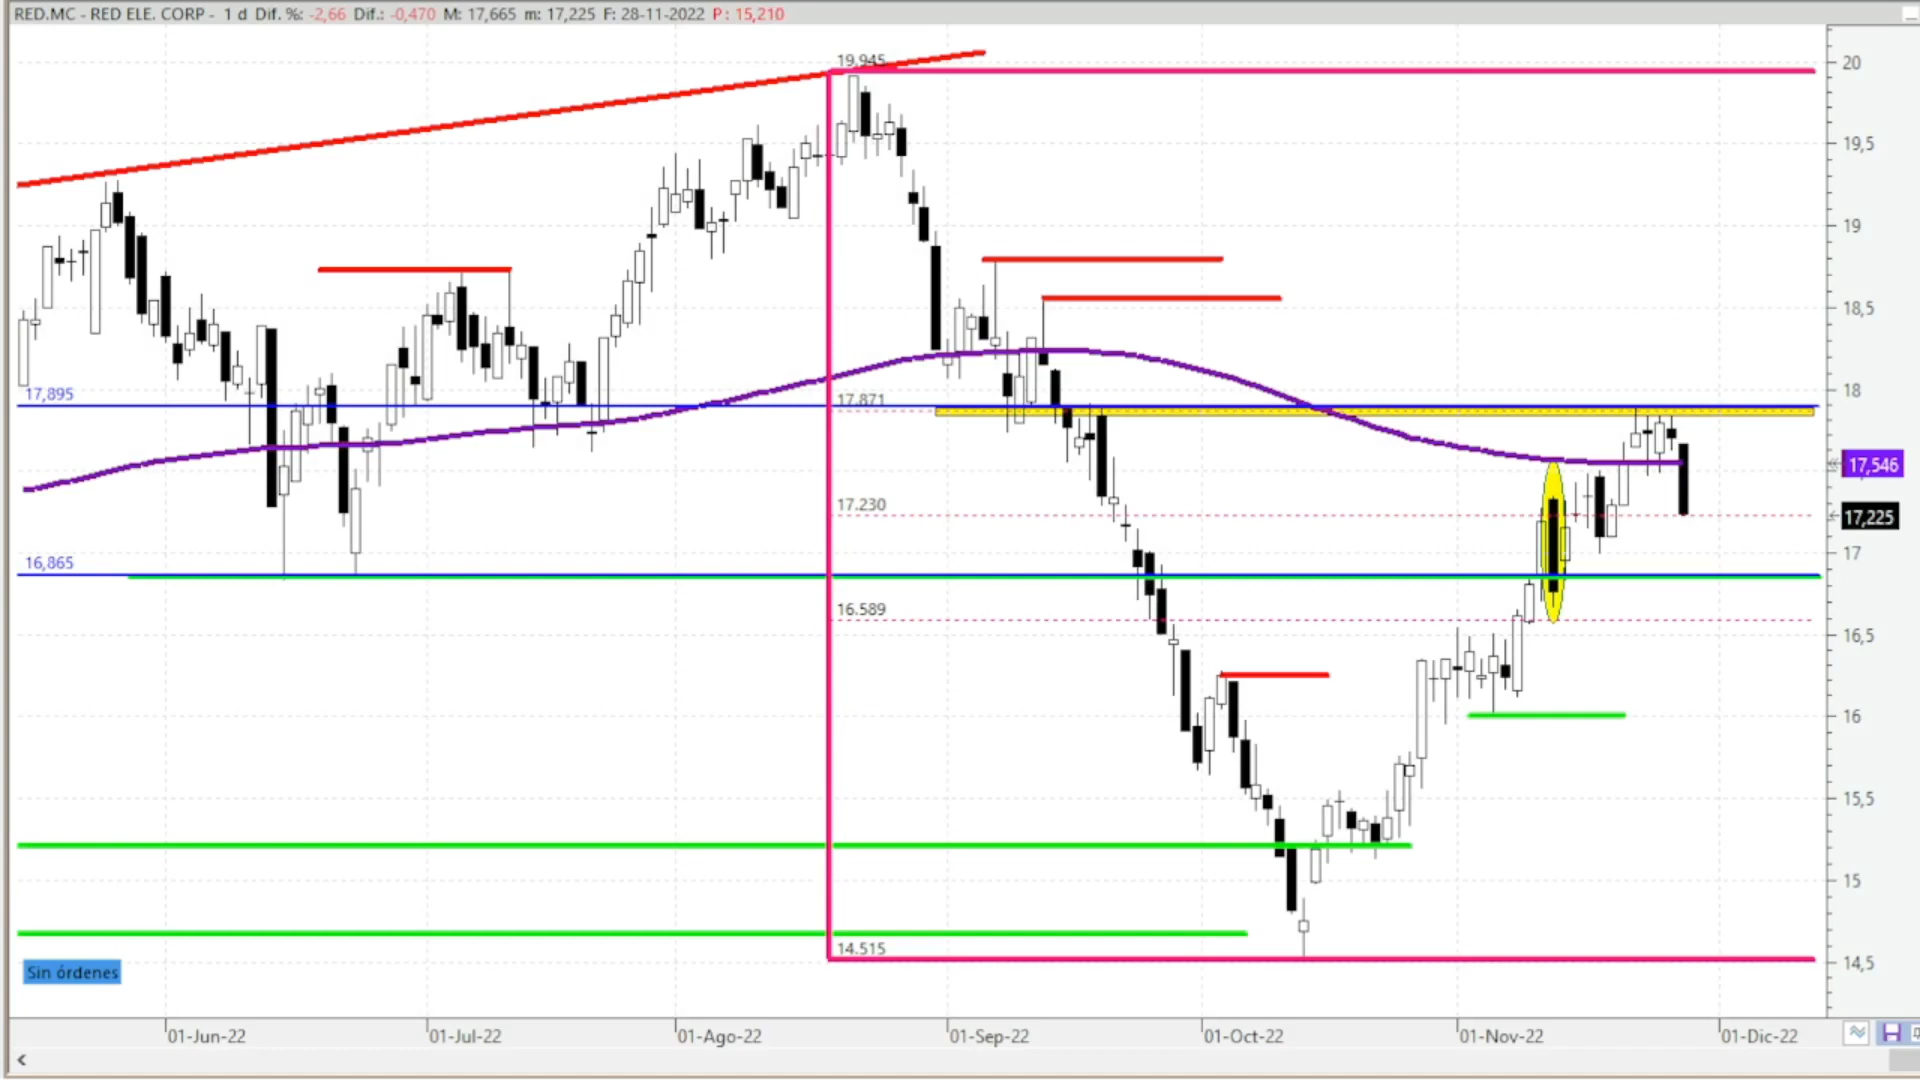 RED.MC - RED ELE. CORP - 1 d Dif. %: -2,66 Dif.: -0,470 M: 17,665 m: 17,225 F: 28-11-2022 P: 15,210
19,945
20
19,5
19
18,5
18
17,895
17.871
17,546
17.230
17,225
17
16,865
16.589
16,5
16
15,5
15
14.515
14,5
Sin órdenes
01-Jun-22
01-Jul-22
01-Ago-22
01-Sep-22
01-Oct-22
01-Nov-22
01-Dic-22